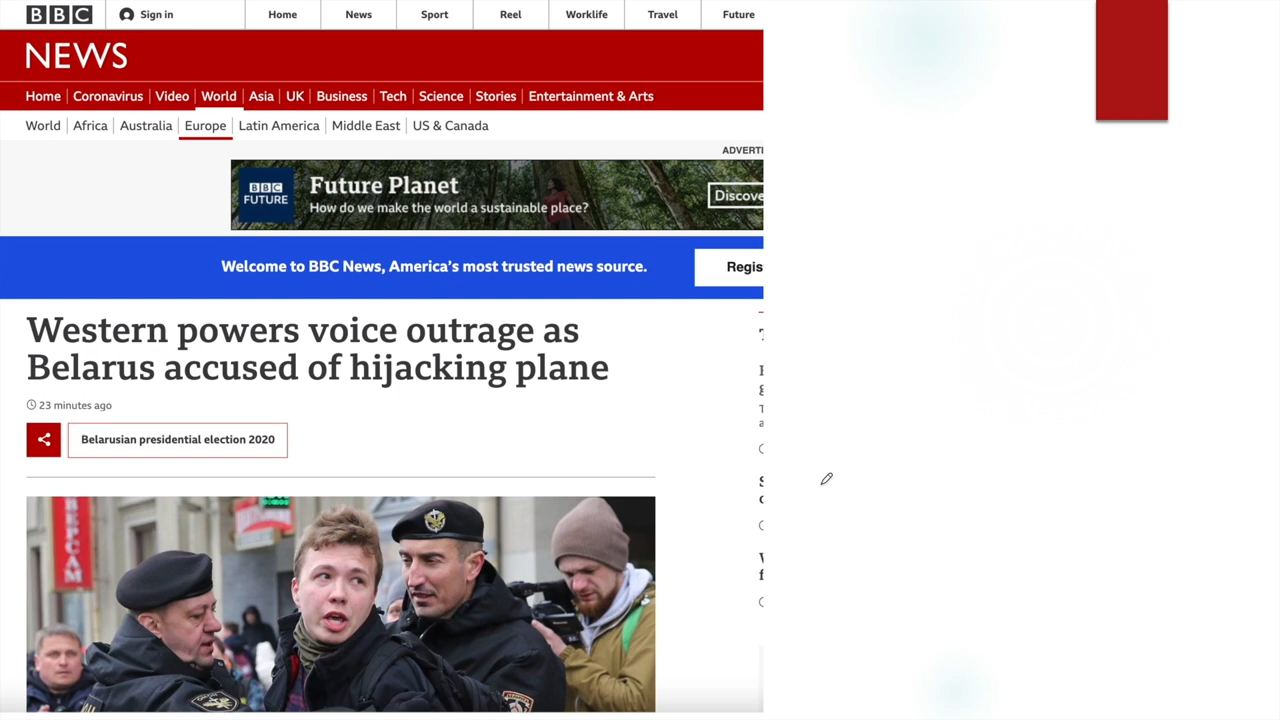 BBC
Sign in
Home
News
Sport
Reel
Worklife
Travel
Future
NEWS
Home
Coronavirus
Video
World
Asia
UK
Business
Tech
Science
Stories
Entertainment & Arts
World
Africa
Australia
Europe
Latin America
Middle East
US & Canada
ADVERTI
BBC
FUTURE
Future Planet
How do we make the world a sustainable place?
Discove
Welcome to BBC News, America's most trusted news source.
Regis
Western powers voice outrage as
Belarus accused of hijacking plane
23 minutes ago
Belarusian presidential election 2020
ВЕРСАМ